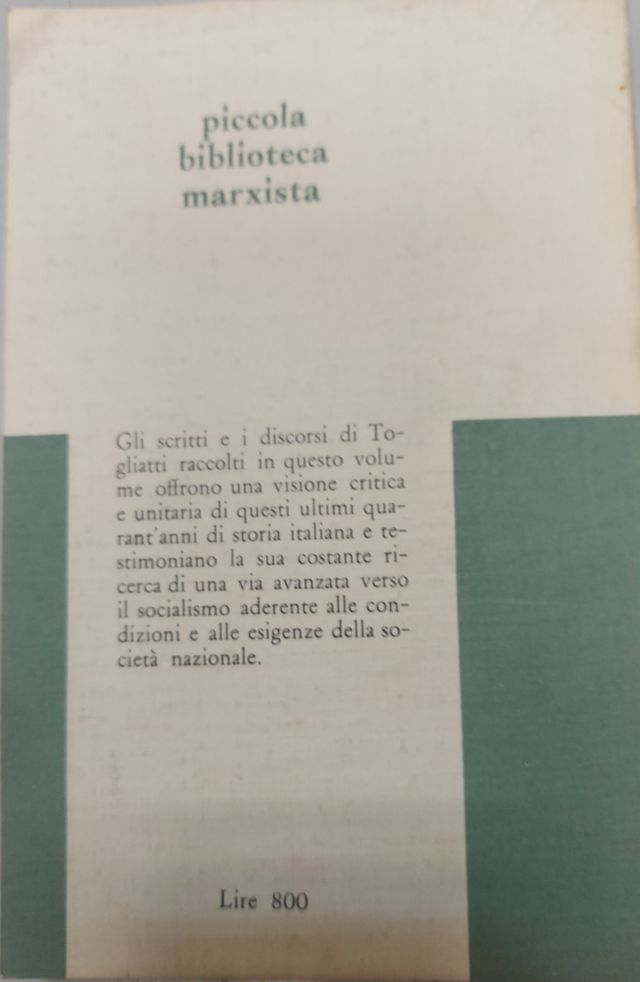 piccola
biblioteca
marxista
Gli scritti e i discorsi di To-
gliatti raccolti in questo volu-
me offrono una visione critica
e unitaria di questi ultimi qua-
rant'anni di storia italiana e te-
stimoniano la sua costante ri-
cerca di una via avanzata verso
il socialismo aderente alle con-
dizioni e alle esigenze della so-
cietà nazionale.
Lire 800